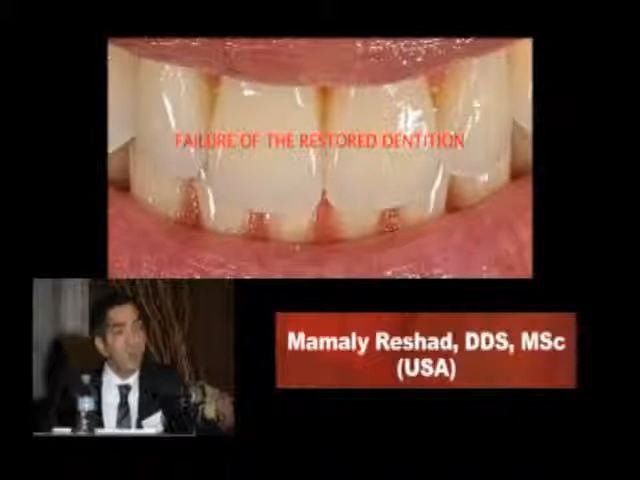 FAILURE OF THE RESTORED DENTITION
Mamaly Reshad, DDS, MSc
(USA)